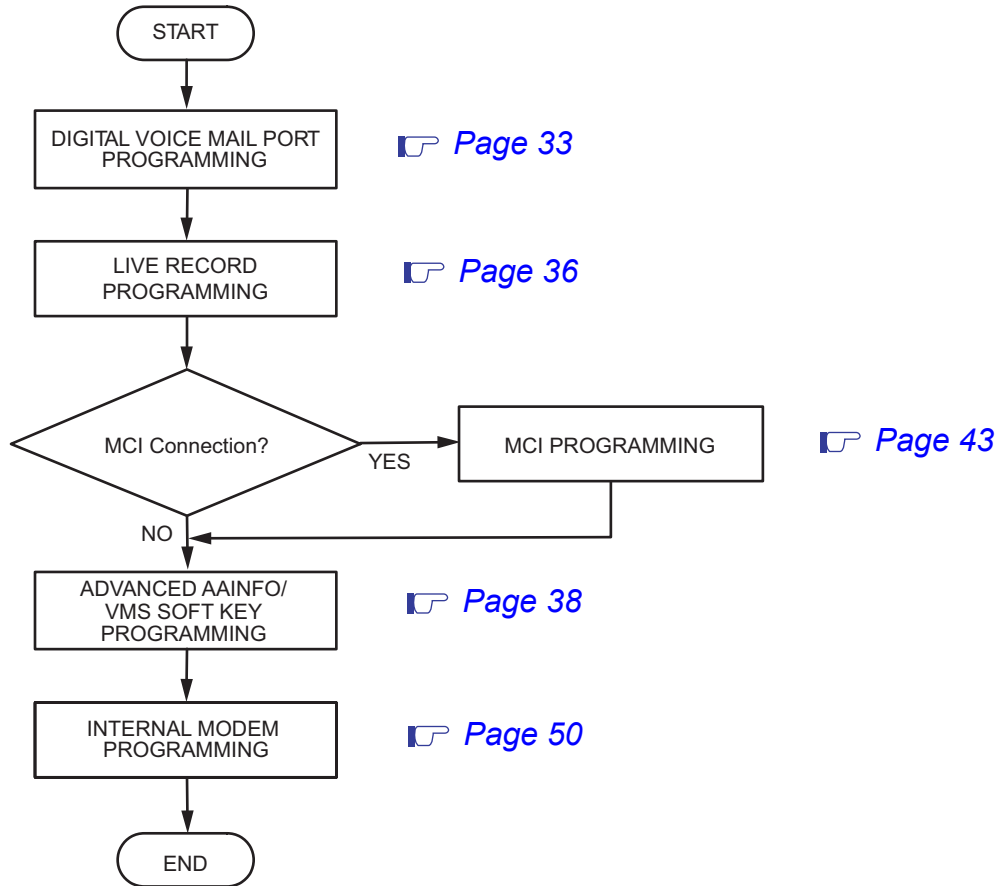 START
DIGITAL VOICE MAIL PORT
PROGRAMMING
Page 33
LIVE RECORD
PROGRAMMING
Page 36
MCI Connection?
YES
MCI PROGRAMMING
Page 43
NO
ADVANCED AAINFO/
VMS SOFT KEY
PROGRAMMING
Page 38
INTERNAL MODEM
PROGRAMMING
Page 50
END